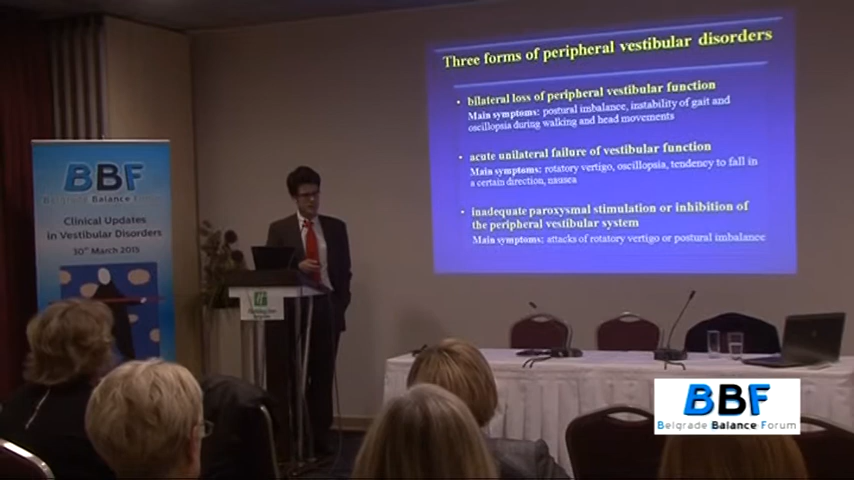 Three forms of peripheral vestibular disorders
• bilateral loss of peripheral vestibular function
Main symptoms: postural imbalance, instability of gait and
oscillopsia during walking and head movements
• acute unilateral failure of vestibular function
Main symptoms: rotatory vertigo, oscillopsia, tendency to fall in
a certain direction, nausea
• inadequate paroxysmal stimulation or inhibition of
the peripheral vestibular system
Main symptoms: attacks of rotatory vertigo or postural imbalance
BBF
Belgrade Balance Forum
Clinical Updates
in Vestibular Disorders
30th March 2015
BBF
Belgrade Balance Forum